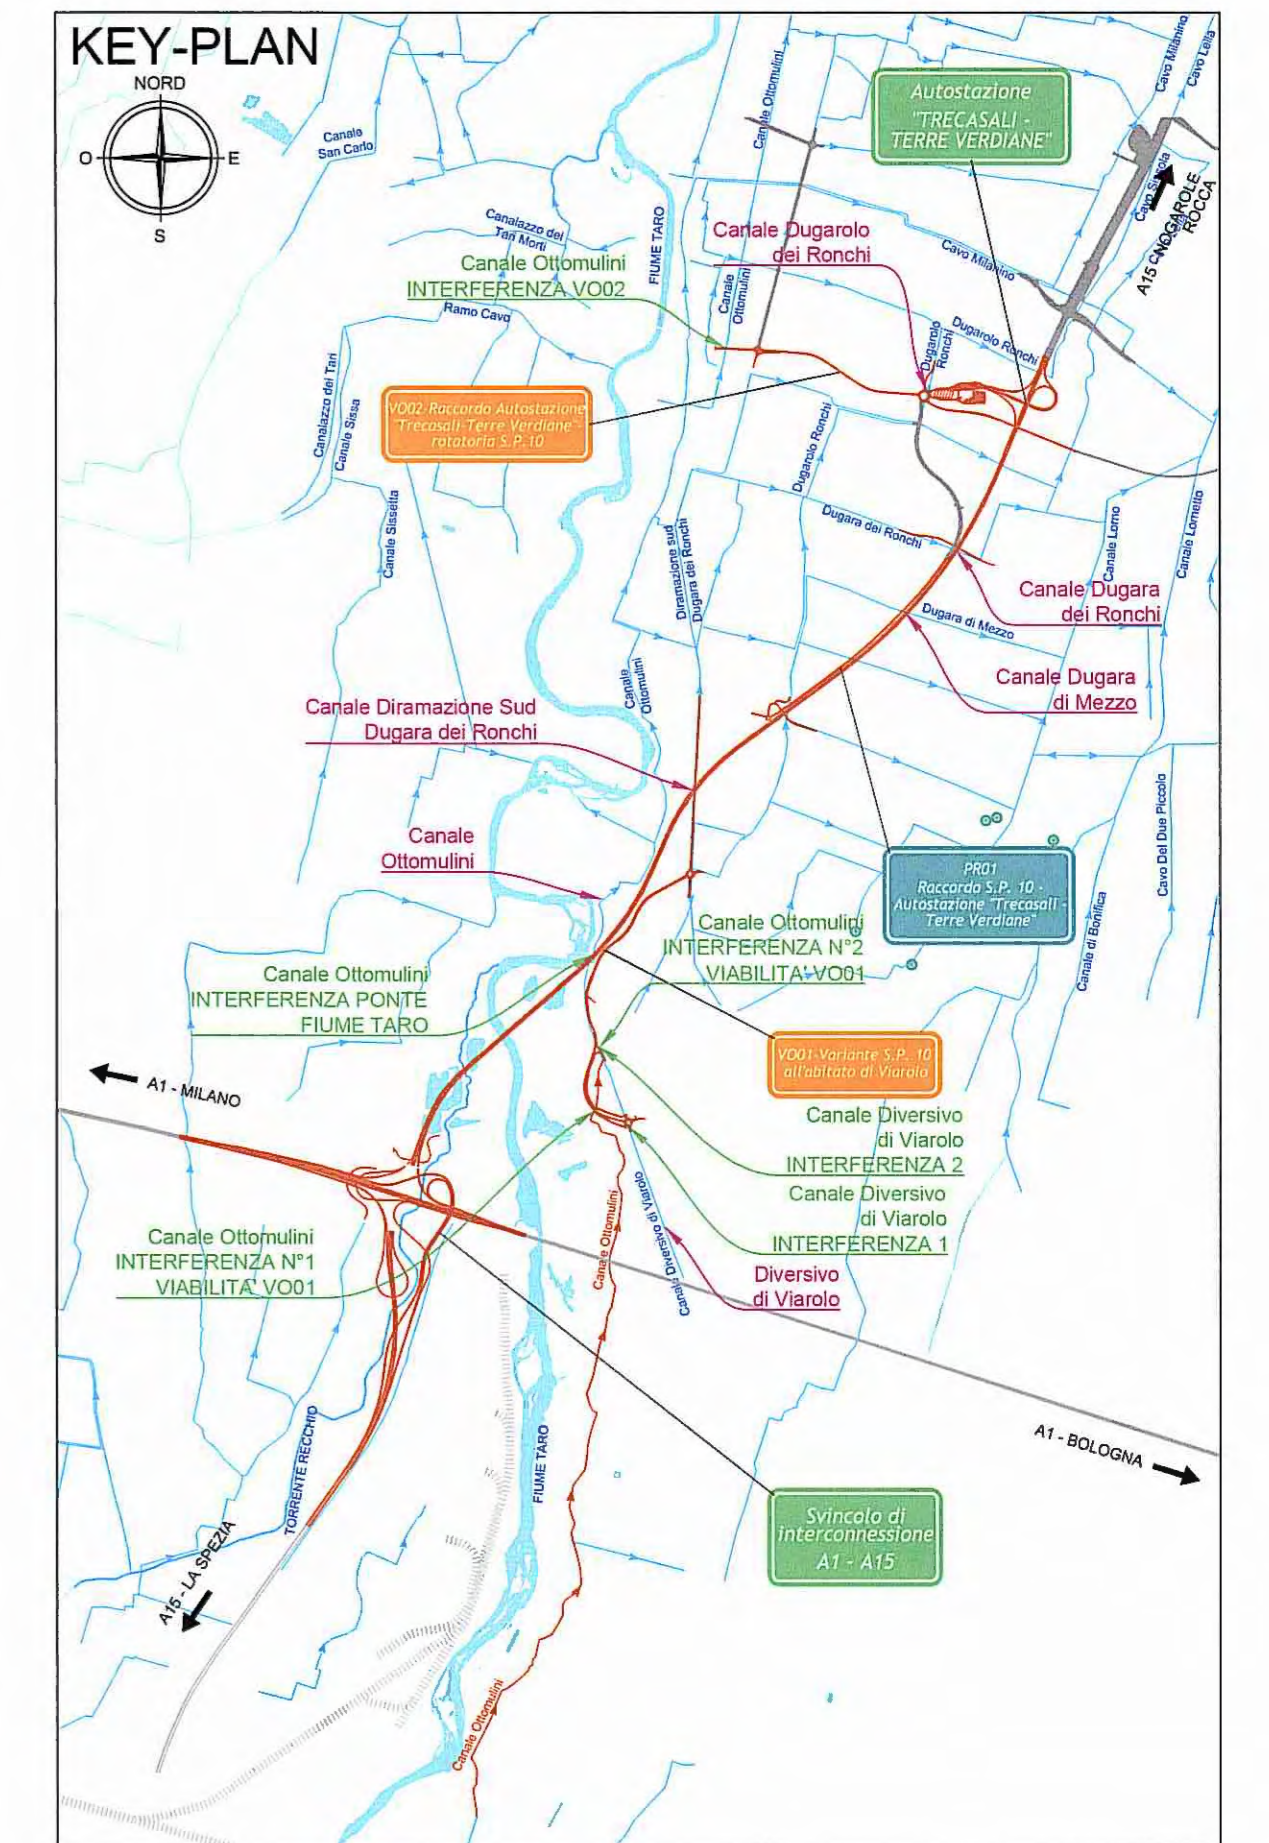 KEY-PLAN
NORD
O
E
S
Canale
San Carlo
Canale Ottomulini
Cavo Milanino
Cavo Lella
Autostazione
"TRECASALI -
TERRE VERDIANE"
Cavo Sissola
A15 - NOGAROLE
ROCCA
Canalazzo dei
Tari Morti
FIUME TARO
Canale Dugarolo
dei Ronchi
Cavo Milanino
Canale Ottomulini
INTERFERENZA VO02
Canale
Ottomulini
Ramo Cavo
Dugarolo
Ronchi
Dugarolo Ronchi
Canalazzo dei Tari
Canale Sissa
VO02-Raccordo Autostazione
"Trecasali-Terre Verdiane"-
rotatoria S.P.10
Dugarolo Ronchi
Canale Sissetta
Diramazione sud
Dugara dei Ronchi
Dugara dei Ronchi
Canale Lorno
Canale Lornetto
Canale Dugara
dei Ronchi
Dugara di Mezzo
Canale
Ottomulini
Canale Dugara
di Mezzo
Canale Diramazione Sud
Dugara dei Ronchi
Canale
Ottomulini
Cavo Del Due Piccolo
PR01
Raccordo S.P. 10 -
Autostazione "Trecasali -
Terre Verdiane"
Canale di Bonifica
Canale Ottomulini
INTERFERENZA N°2
VIABILITA' VO01
Canale Ottomulini
INTERFERENZA PONTE
FIUME TARO
VO01-Variante S.P. 10
all'abitato di Viarolo
A1 - MILANO
Canale Diversivo
di Viarolo
INTERFERENZA 2
Canale Diversivo
di Viarolo
INTERFERENZA 1
Canale Ottomulini
Canale Diversivo di Viarolo
Canale Ottomulini
INTERFERENZA N°1
VIABILITA' VO01
Diversivo
di Viarolo
TORRENTE RECCHIO
FIUME TARO
A1 - BOLOGNA
Svincolo di
interconnessione
A1 - A15
A15 - LA SPEZIA
Canale Ottomulini